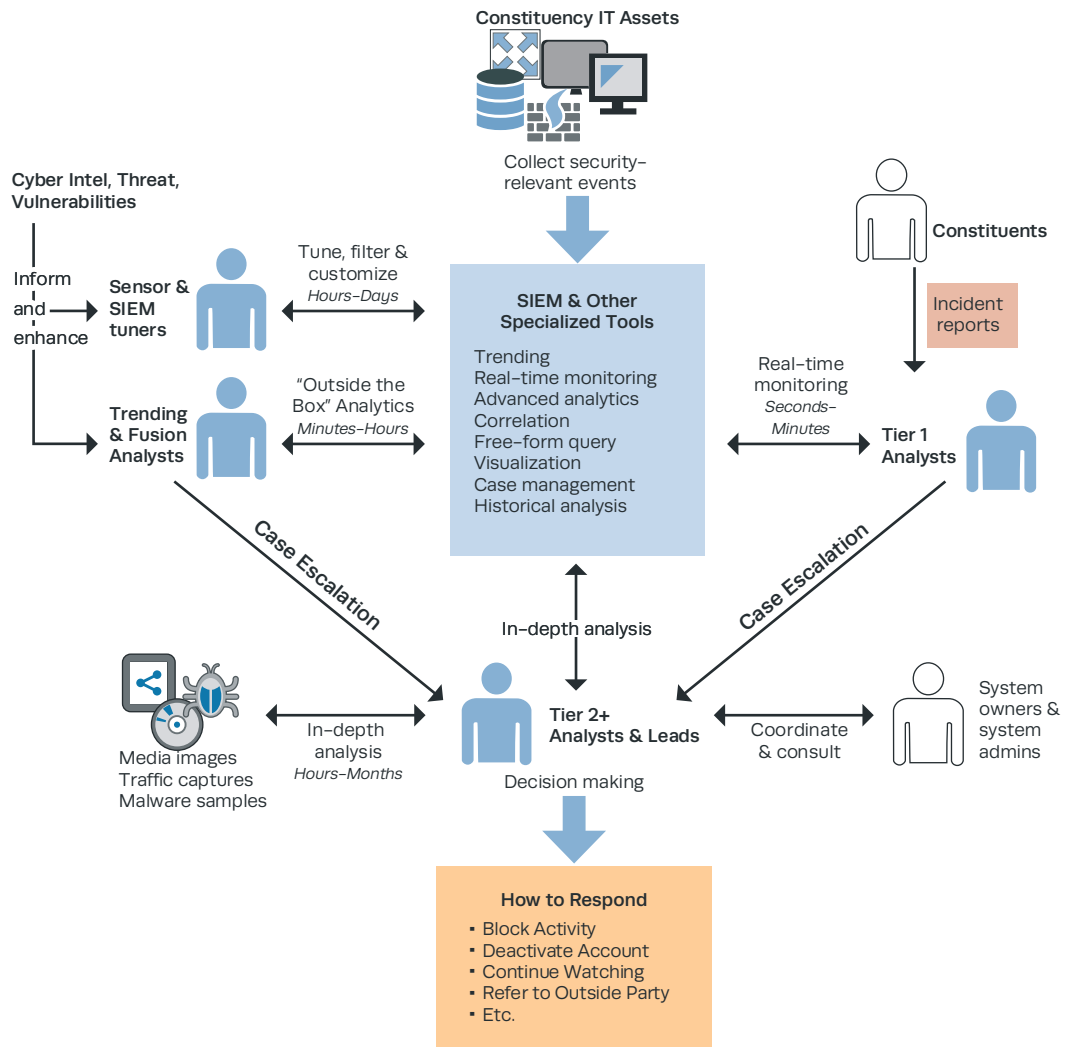 Constituency IT Assets
Collect security-
relevant events
Cyber Intel, Threat,
Vulnerabilities
Inform
and
enhance
Sensor &
SIEM
tuners
Tune, filter &
customize
Hours-Days
Trending
& Fusion
Analysts
"Outside the
Box" Analytics
Minutes-Hours
SIEM & Other
Specialized Tools
Trending
Real-time monitoring
Advanced analytics
Correlation
Free-form query
Visualization
Case management
Historical analysis
Constituents
Incident
reports
Real-time
monitoring
Seconds-
Minutes
Tier 1
Analysts
Case Escalation
In-depth analysis
Case Escalation
Media images
Traffic captures
Malware samples
In-depth
analysis
Hours-Months
Tier 2+
Analysts & Leads
Decision making
Coordinate
& consult
System
owners &
system
admins
How to Respond
▪ Block Activity
▪ Deactivate Account
▪ Continue Watching
▪ Refer to Outside Party
▪ Etc.